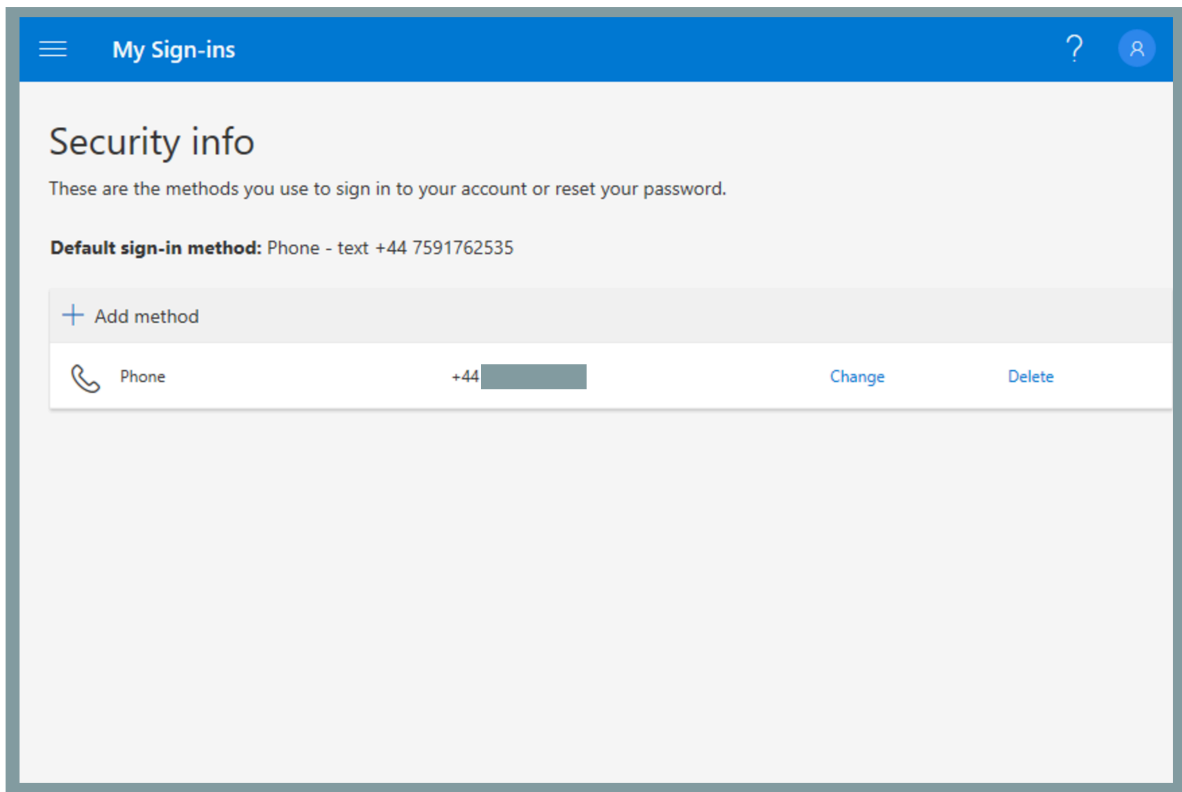 My Sign-ins
?
Security info
These are the methods you use to sign in to your account or reset your password.
Default sign-in method: Phone - text +44 7591762535
Add method
Phone +44 Change Delete